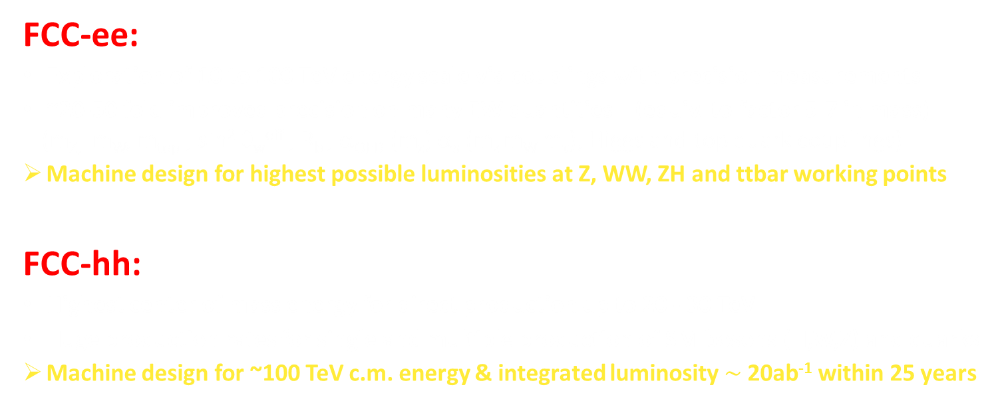 FCC-ee:
➢ Machine design for highest possible luminosities at Z, WW, ZH and ttbar working points
FCC-hh:
➢ Machine design for ~100 TeV c.m. energy & integrated luminosity ~ 20ab⁻¹ within 25 years